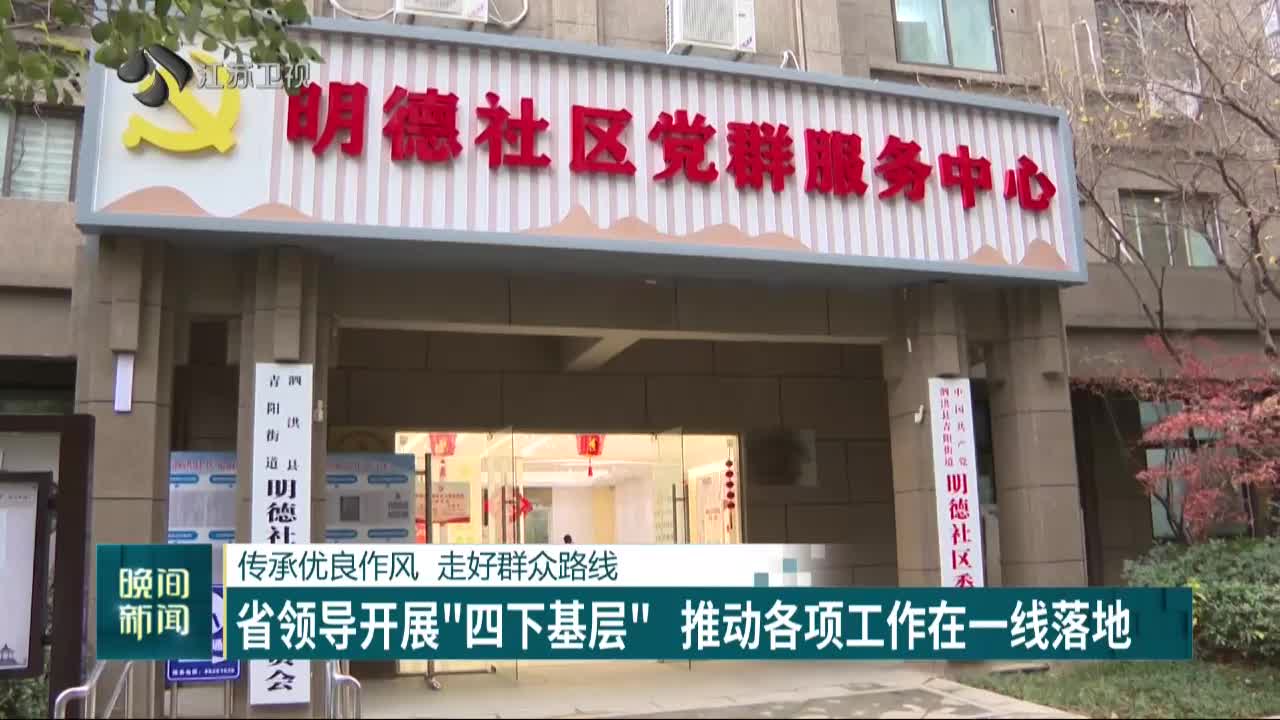 江苏卫视
明德社区党群服务中心
泗洪县
青阳街道
明德社
员会
中国共产党
泗洪县青阳街道
明德社区委
晚间
新闻
传承优良作风 走好群众路线
省领导开展"四下基层" 推动各项工作在一线落地